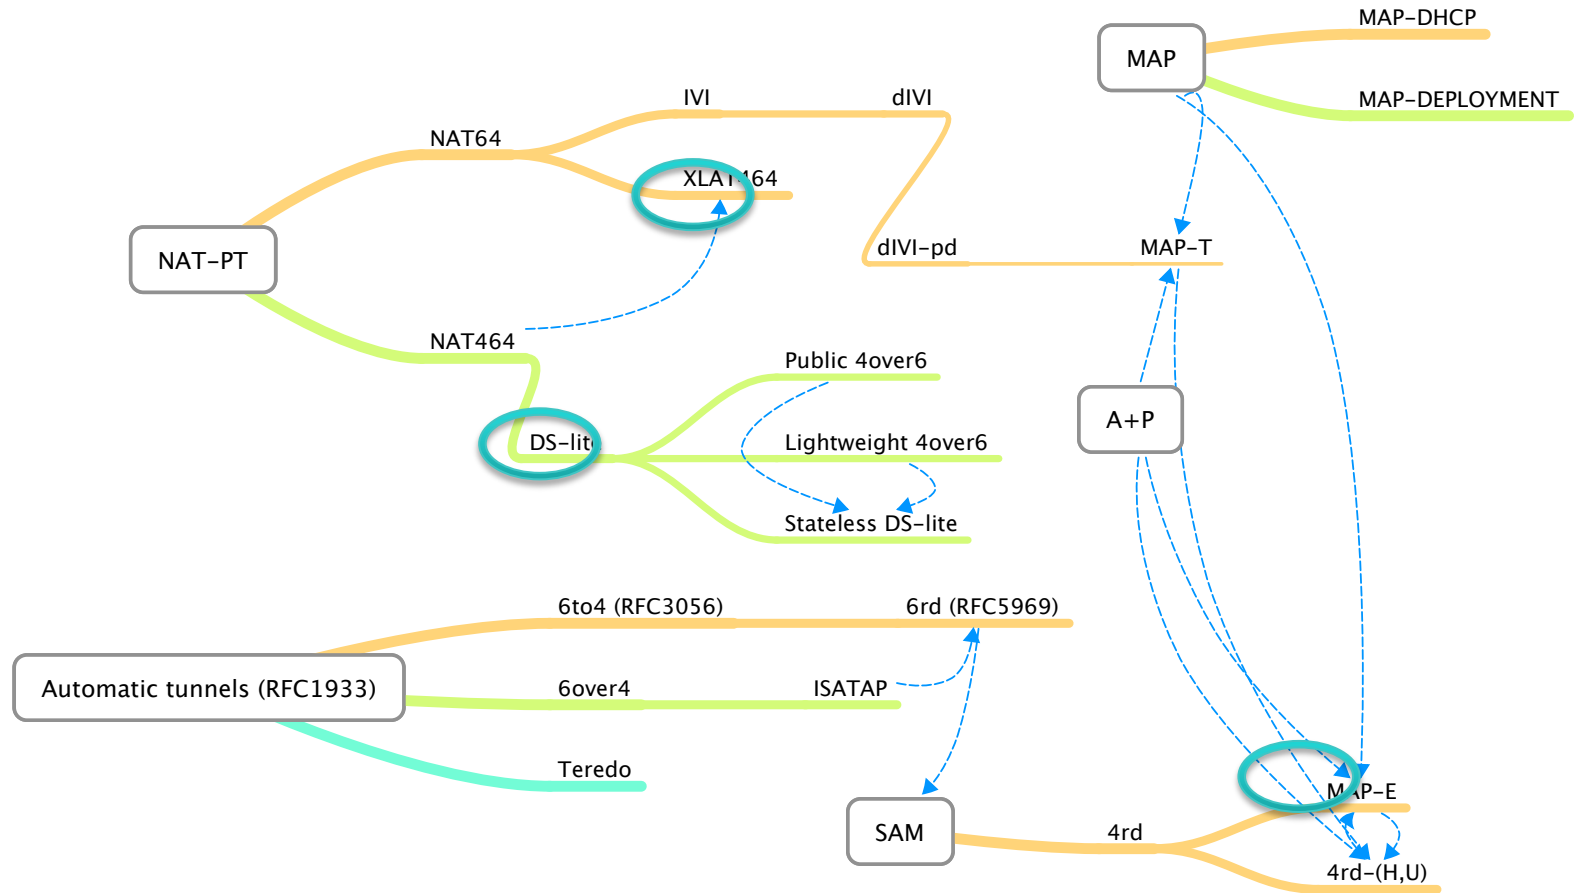 MAP-DHCP
MAP
MAP-DEPLOYMENT
IVI
dIVI
NAT64
XLAT464
NAT-PT
dIVI-pd
MAP-T
NAT464
Public 4over6
A+P
DS-lite
Lightweight 4over6
Stateless DS-lite
6to4 (RFC3056)
6rd (RFC5969)
Automatic tunnels (RFC1933)
6over4
ISATAP
Teredo
MAP-E
SAM
4rd
4rd-(H,U)